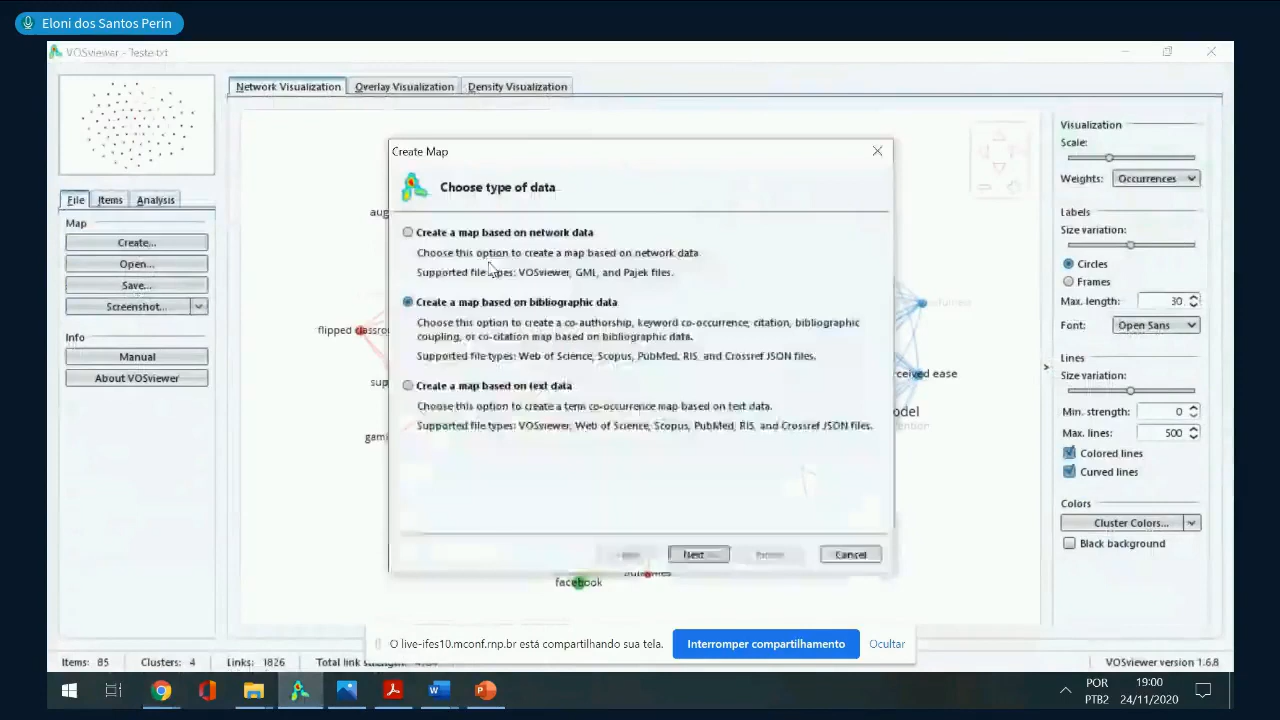 Eloni dos Santos Perin
VOSviewer - Teste.txt
Network Visualization
Overlay Visualization
Density Visualization
File
Items
Analysis
Map
Create...
Open...
Save...
Screenshot...
Info
Manual
About VOSviewer
Create Map
Choose type of data
Create a map based on network data
Choose this option to create a map based on network data.
Supported file types: VOSviewer, GML, and Pajek files.
Create a map based on bibliographic data
Choose this option to create a co-authorship, keyword co-occurrence, citation, bibliographic
coupling, or co-citation map based on bibliographic data.
Supported file types: Web of Science, Scopus, PubMed, RIS, and Crossref JSON files.
Create a map based on text data
Choose this option to create a term co-occurrence map based on text data.
Supported file types: VOSviewer, Web of Science, Scopus, PubMed, RIS, and Crossref JSON files.
Next
Cancel
aug
flipped classroo
sup
gami
facebook
ceived ease
odel
Visualization
Scale:
Weights: Occurrences
Labels
Size variation:
Circles
Frames
Max. length: 30
Font: Open Sans
Lines
Size variation:
Min. strength: 0
Max. lines: 500
Colored lines
Curved lines
Colors
Cluster Colors...
Black background
O live-ifes10.mconf.rnp.br está compartilhando sua tela.
Interromper compartilhamento
Ocultar
Items: 85
Clusters: 4
Links: 1826
Total link
VOSviewer version 1.6.8
POR
PTB2
19:00
24/11/2020